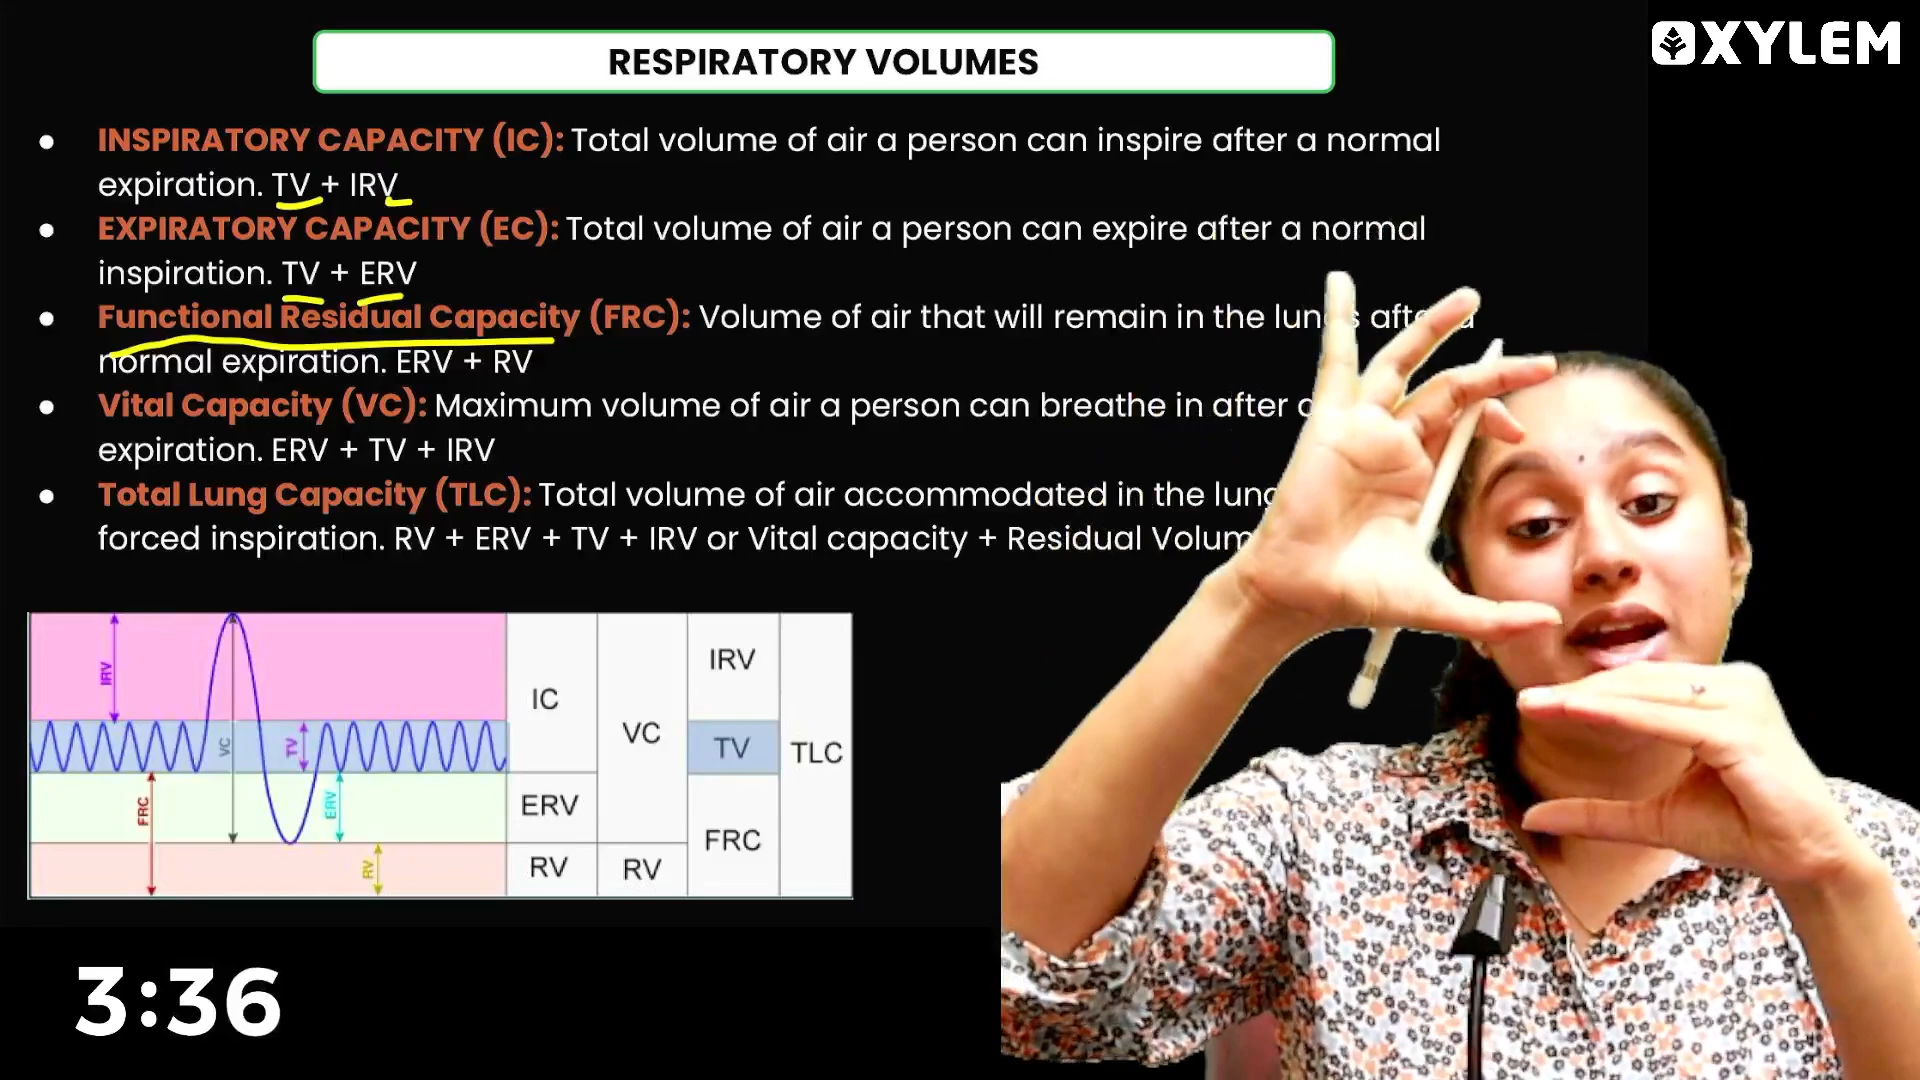 RESPIRATORY VOLUMES
OXYLEM
● INSPIRATORY CAPACITY (IC): Total volume of air a person can inspire after a normal
expiration. TV + IRV
● EXPIRATORY CAPACITY (EC): Total volume of air a person can expire after a normal
inspiration. TV + ERV
● Functional Residual Capacity (FRC): Volume of air that will remain in the
normal expiration. ERV + RV
● Vital Capacity (VC): Maximum volume of air a person can breathe in after
expiration. ERV + TV + IRV
● Total Lung Capacity (TLC): Total volume of air accommodated in the
forced inspiration. RV + ERV + TV + IRV or Vital capacity + Residual
IRV
VC
TV
FRC
ERV
RV
IC
ERV
RV
VC
RV
IRV
TV
FRC
TLC
3:36